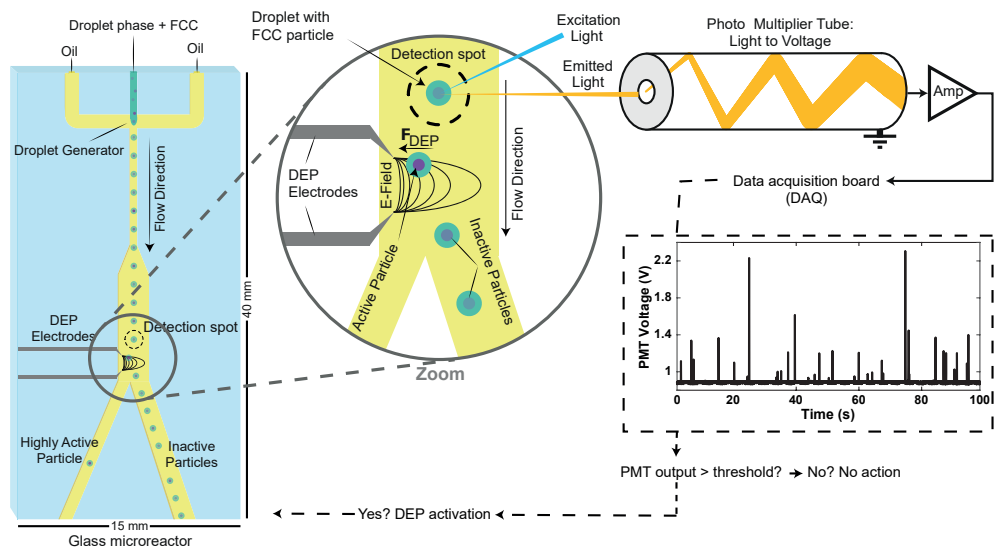 Droplet phase + FCC
Oil
Oil
Droplet Generator
Flow Direction
DEP
Electrodes
Detection spot
Highly Active
Particle
Inactive
Particles
40 mm
15 mm
Glass microreactor
Droplet with
FCC particle
Detection spot
Excitation
Light
Emitted
Light
FDEP
DEP
Electrodes
E-Field
Flow Direction
Active Particle
Inactive Particles
Zoom
Photo Multiplier Tube:
Light to Voltage
Amp
Data acquisition board
(DAQ)
PMT Voltage (V)
2.2
1.8
1.4
1
0
20
40
60
80
100
Time (s)
PMT output > threshold?
No? No action
Yes? DEP activation